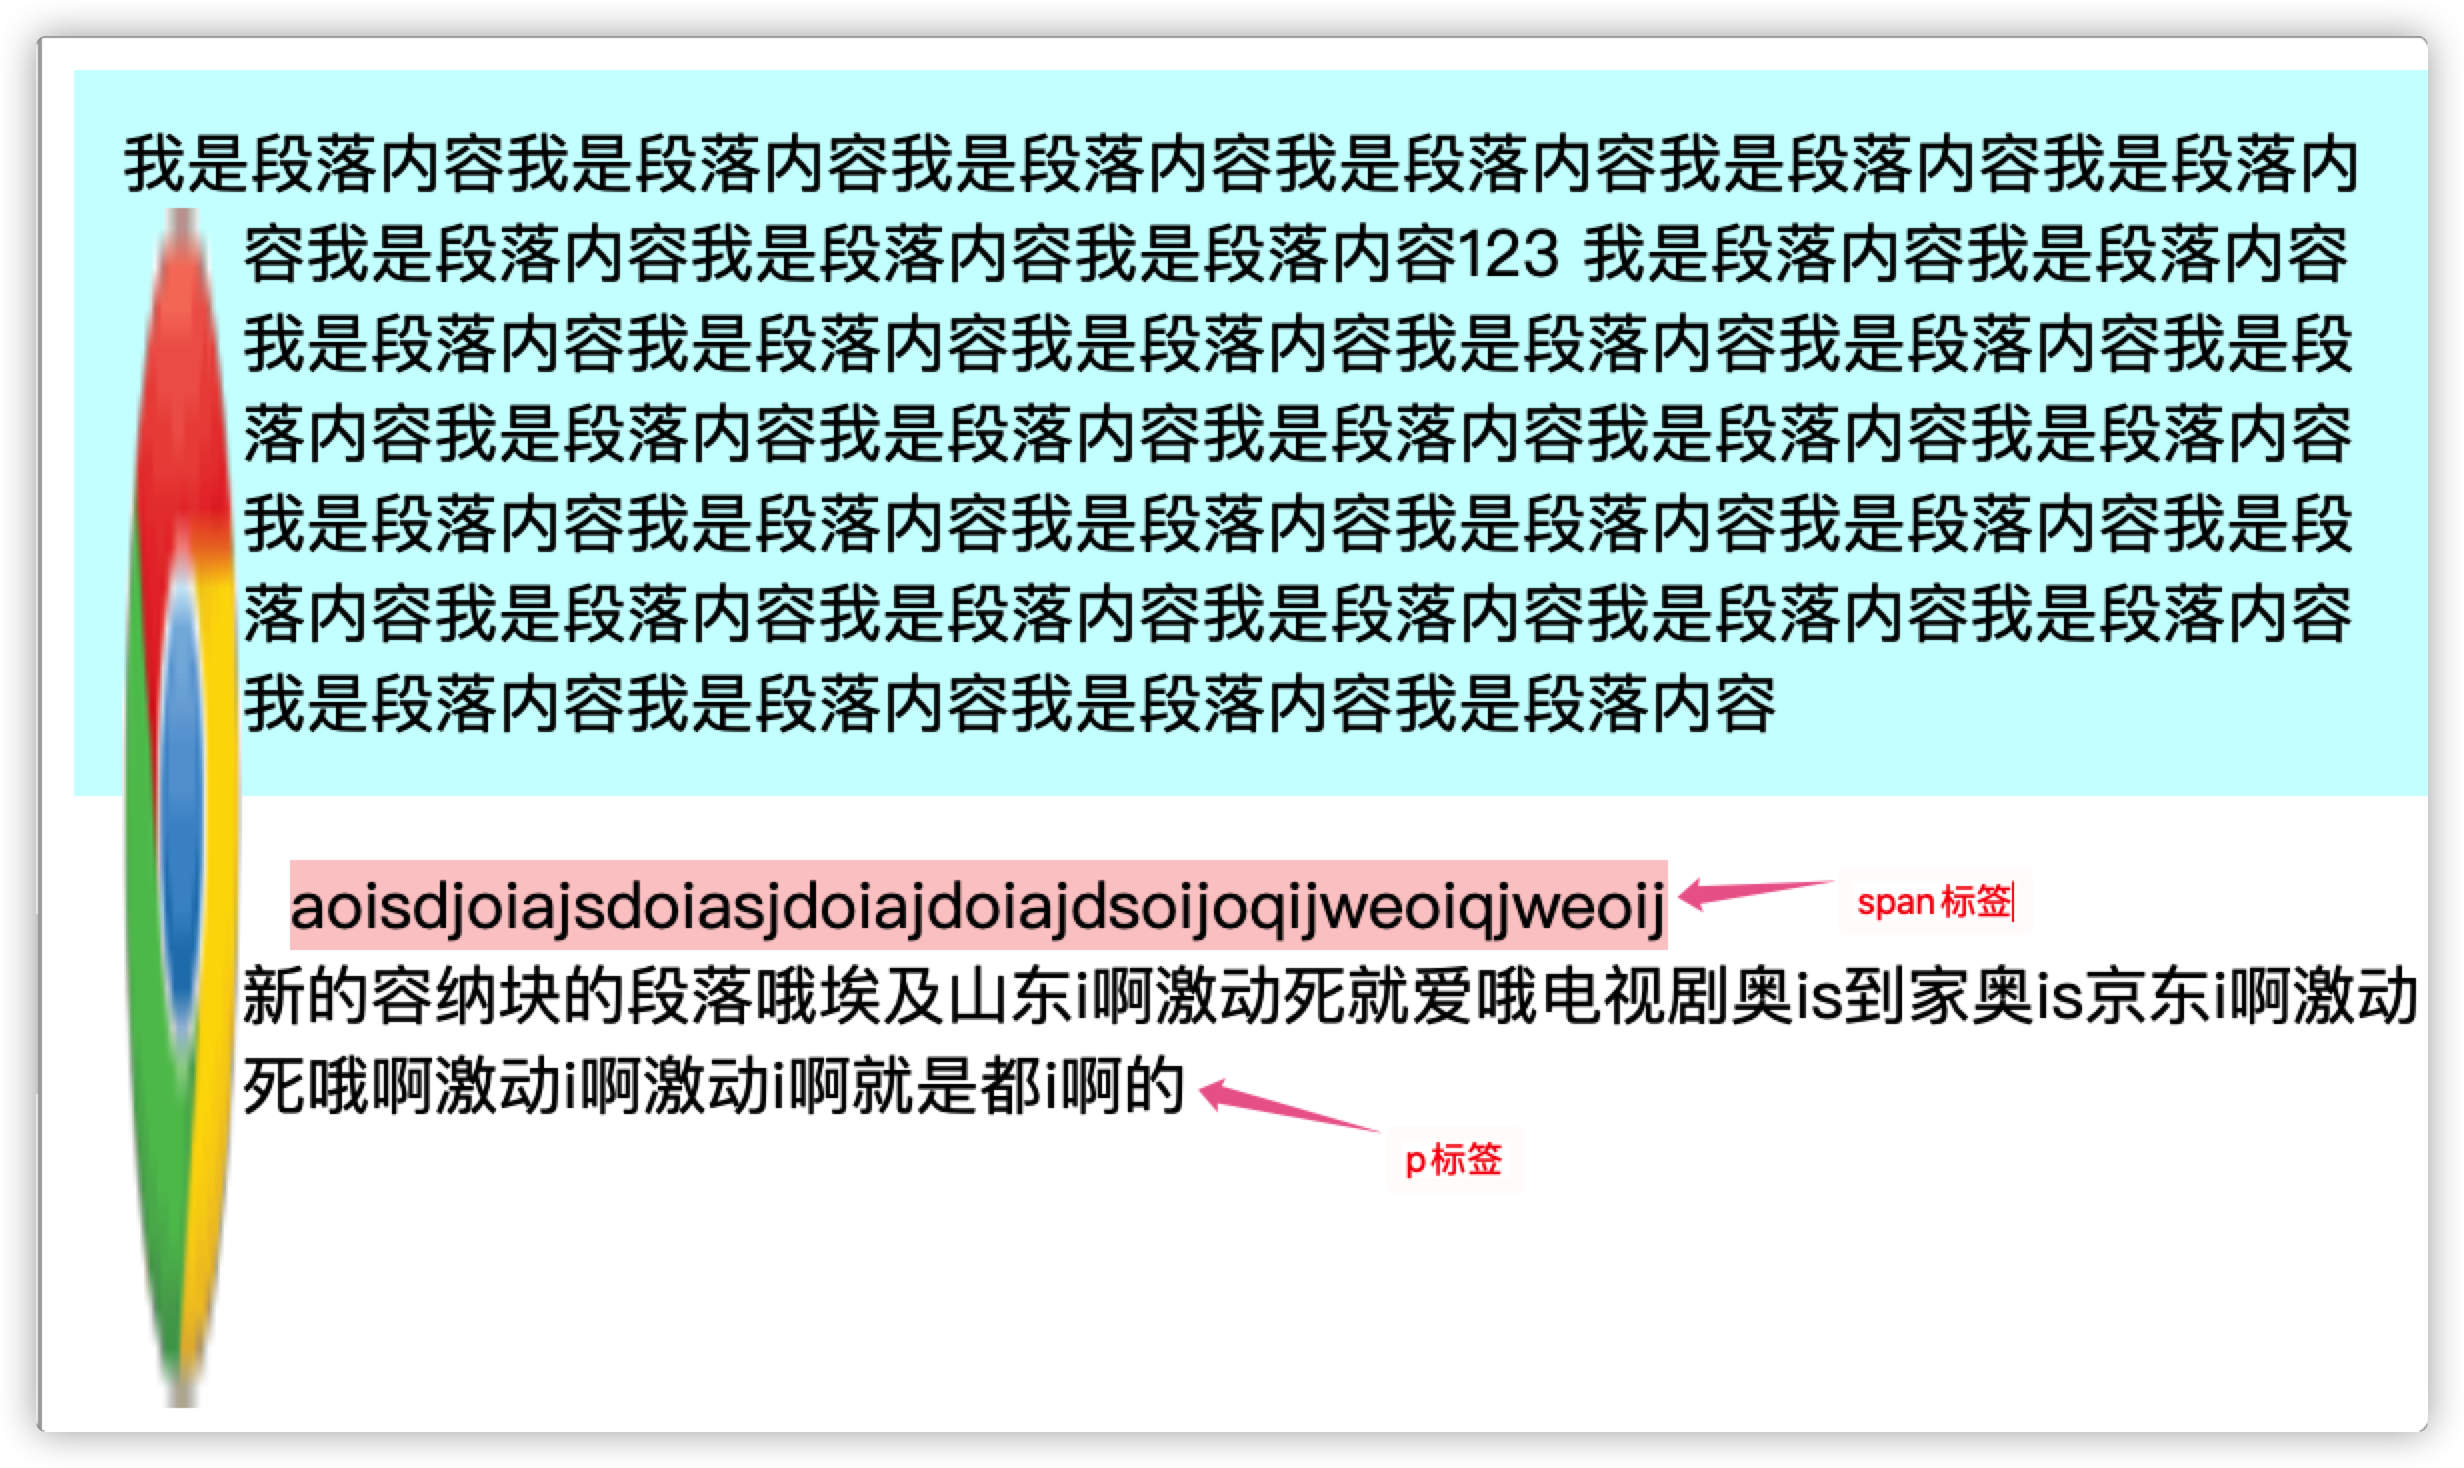 我是段落内容我是段落内容我是段落内容我是段落内容我是段落内容我是段落内
容我是段落内容我是段落内容我是段落内容123 我是段落内容我是段落内容
我是段落内容我是段落内容我是段落内容我是段落内容我是段落内容我是段
落内容我是段落内容我是段落内容我是段落内容我是段落内容我是段落内容
我是段落内容我是段落内容我是段落内容我是段落内容我是段落内容我是段
落内容我是段落内容我是段落内容我是段落内容我是段落内容我是段落内容
我是段落内容我是段落内容我是段落内容我是段落内容
aoisdjoiajsdoiasjdoiajdoiajdsoijoqijweoiqjweoij
span标签
新的容纳块的段落哦埃及山东i啊激动死就爱哦电视剧奥is到家奥is京东i啊激动
死哦啊激动i啊激动i啊就是都i啊的
p标签